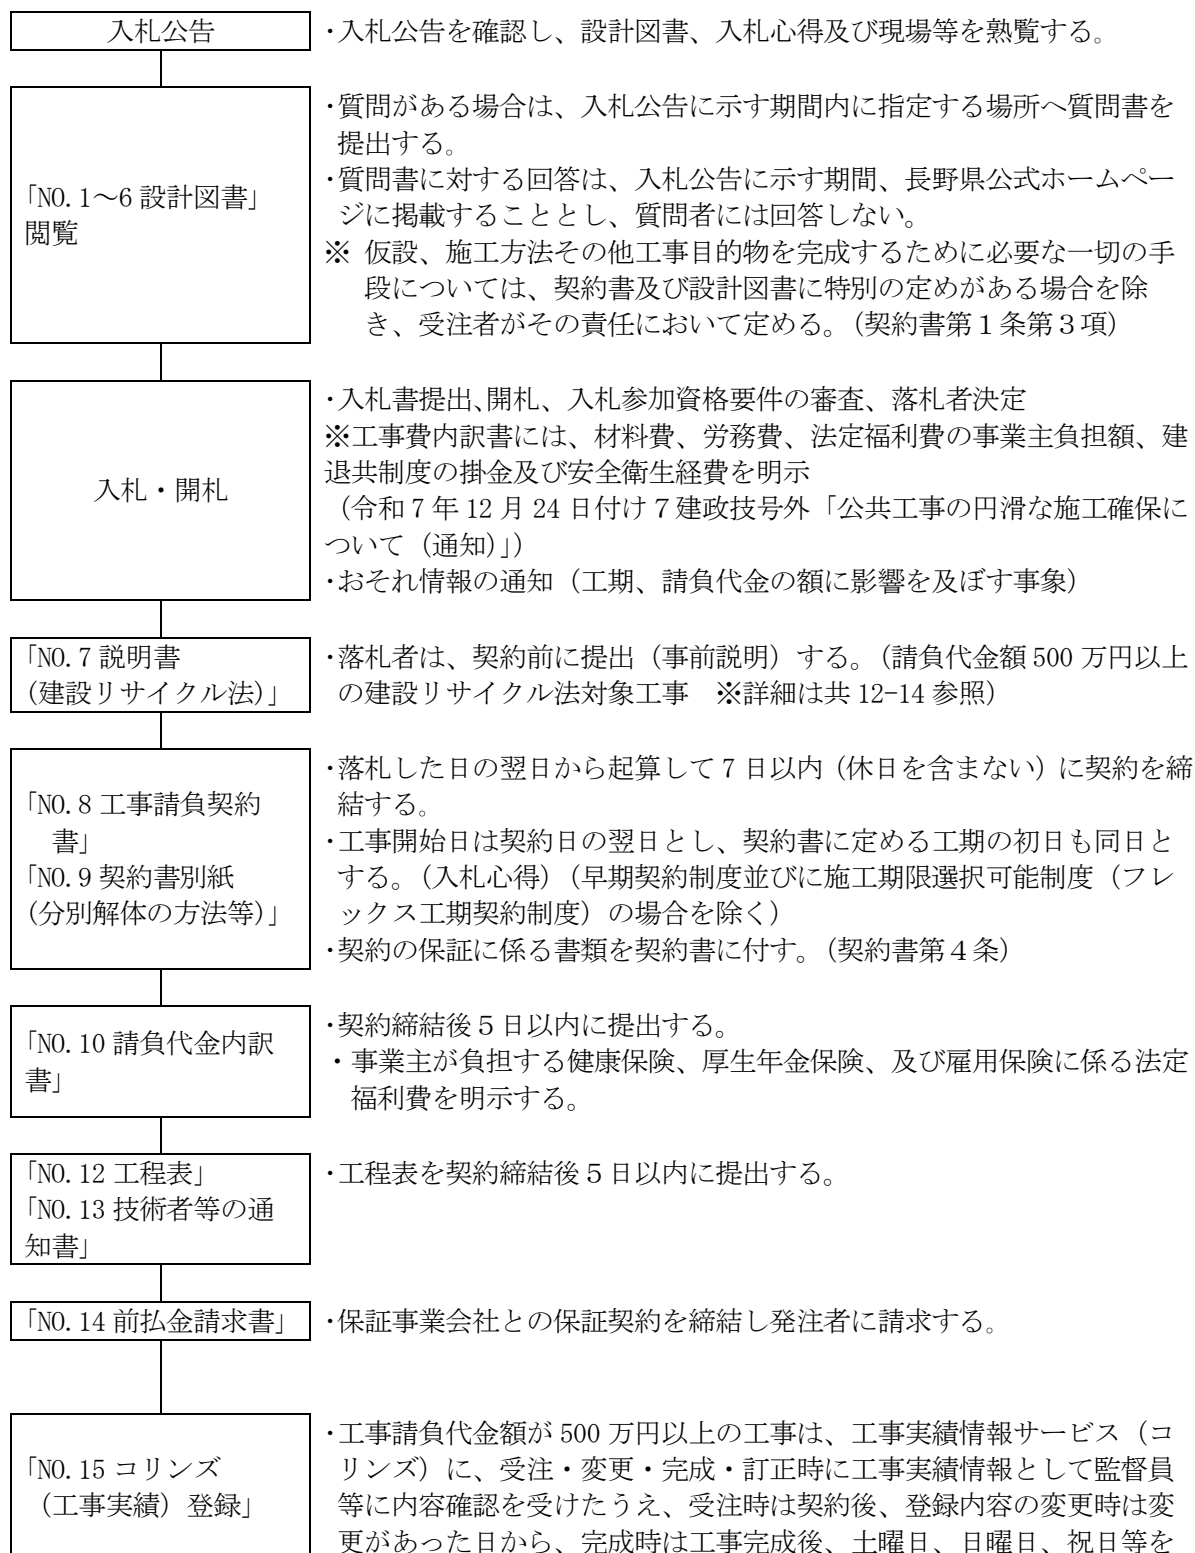 入札公告
・入札公告を確認し、設計図書、入札心得及び現場等を熟覧する。
「NO.1～6 設計図書」
閲覧
・質問がある場合は、入札公告に示す期間内に指定する場所へ質問書を
提出する。
・質問書に対する回答は、入札公告に示す期間、長野県公式ホームペー
ジに掲載することとし、質問者には回答しない。
※ 仮設、施工方法その他工事目的物を完成するために必要な一切の手
段については、契約書及び設計図書に特別の定めがある場合を除
き、受注者がその責任において定める。（契約書第１条第３項）
入札・開札
・入札書提出、開札、入札参加資格要件の審査、落札者決定
※工事費内訳書には、材料費、労務費、法定福利費の事業主負担額、建
退共制度の掛金及び安全衛生経費を明示
（令和７年 12 月 24 日付け７建政技号外「公共工事の円滑な施工確保に
ついて（通知）」）
・おそれ情報の通知（工期、請負代金の額に影響を及ぼす事象）
「NO.7 説明書
(建設リサイクル法)」
・落札者は、契約前に提出（事前説明）する。（請負代金額 500 万円以上
の建設リサイクル法対象工事　※詳細は共 12-14 参照）
「NO.8 工事請負契約
書」
「NO.9 契約書別紙
(分別解体の方法等)」
・落札した日の翌日から起算して７日以内（休日を含まない）に契約を締
結する。
・工事開始日は契約日の翌日とし、契約書に定める工期の初日も同日と
する。（入札心得）（早期契約制度並びに施工期限選択可能制度（フレ
ックス工期契約制度）の場合を除く）
・契約の保証に係る書類を契約書に付す。（契約書第４条）
「NO.10 請負代金内訳
書」
・契約締結後５日以内に提出する。
・事業主が負担する健康保険、厚生年金保険、及び雇用保険に係る法定
福利費を明示する。
「NO.12 工程表」
「NO.13 技術者等の通
知書」
・工程表を契約締結後５日以内に提出する。
「NO.14 前払金請求書」
・保証事業会社との保証契約を締結し発注者に請求する。
「NO.15 コリンズ
（工事実績）登録」
・工事請負代金額が 500 万円以上の工事は、工事実績情報サービス（コ
リンズ）に、受注・変更・完成・訂正時に工事実績情報として監督員
等に内容確認を受けたうえ、受注時は契約後、登録内容の変更時は変
更があった日から、完成時は工事完成後、土曜日、日曜日、祝日等を